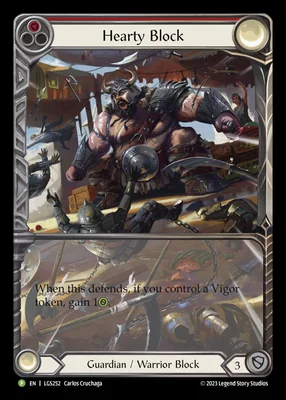 Hearty Block
When this defends, if you control a Vigor
token, gain 1
Guardian / Warrior Block
3
P EN | LGS252 Carlos Cruchaga
© 2023 Legend Story Studios